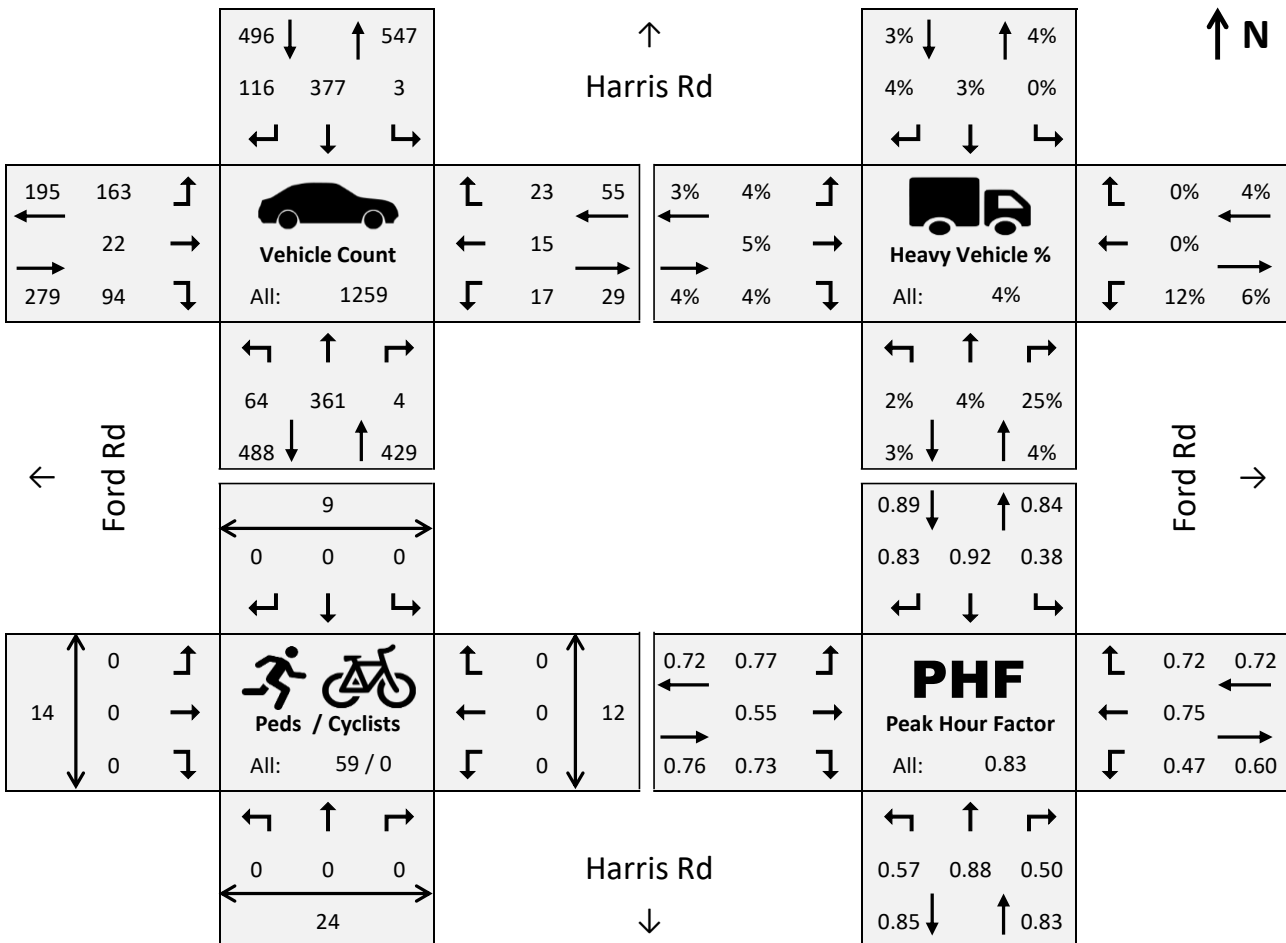 496 547 3% 4% N
Harris Rd
116 377 3 4% 3% 0%
195 163 23 55 3% 4% 0% 4%
22 Vehicle Count 15 5% Heavy Vehicle % 0%
279 94 All: 1259 17 29 4% 4% All: 4% 12% 6%
64 361 4 2% 4% 25%
488 429 3% 4%
Ford Rd
Ford Rd
9 0.89 0.84
0 0 0 0.83 0.92 0.38
0 0 0.72 0.77 PHF 0.72 0.72
14 0 Peds / Cyclists 0 12 0.55 Peak Hour Factor 0.75
0 All: 59 / 0 0 0.76 0.73 All: 0.83 0.47 0.60
0 0 0 0.57 0.88 0.50
Harris Rd
24 0.85 0.83